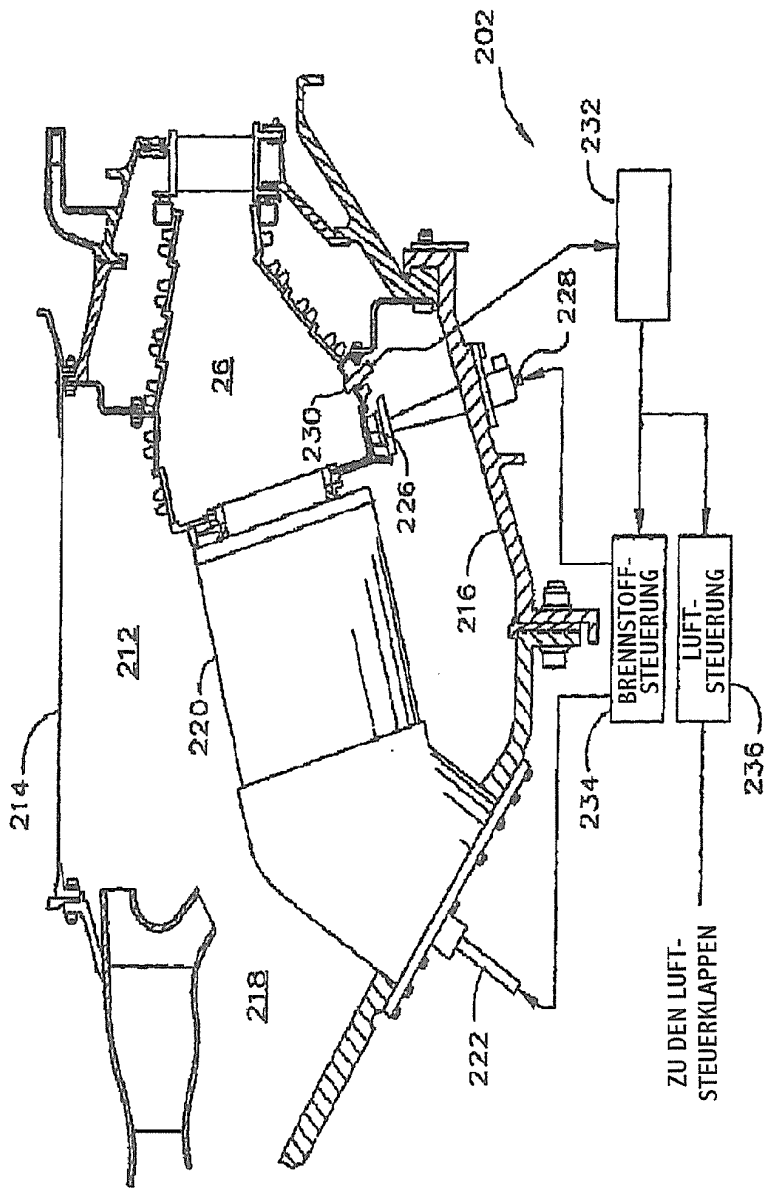 214
212
220
26
218
230
226
216
222
202
228
232
234
BRENNSTOFF-
STEUERUNG
LUFT-
STEUERUNG
ZU DEN LUFT-
STEUERKLAPPEN
236